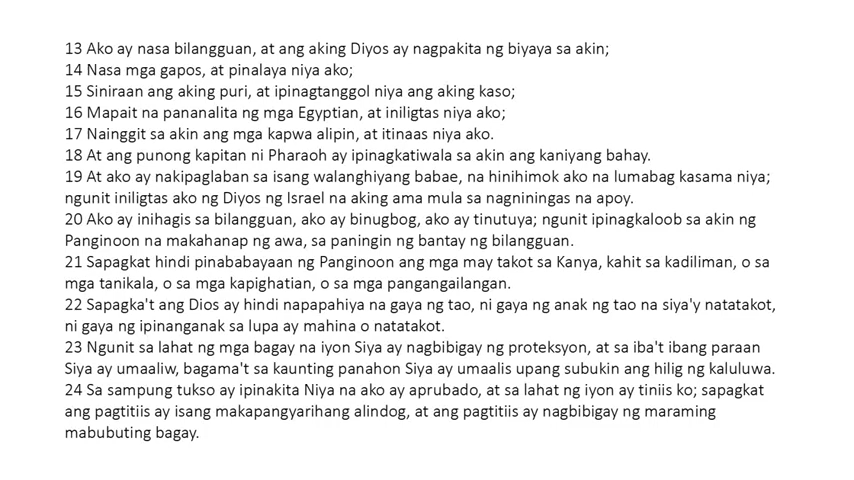 13 Ako ay nasa bilangguan, at ang aking Diyos ay nagpakita ng biyaya sa akin;
14 Nasa mga gapos, at pinalaya niya ako;
15 Siniraan ang aking puri, at ipinagtanggol niya ang aking kaso;
16 Mapait na pananalita ng mga Egyptian, at iniligtas niya ako;
17 Nainggit sa akin ang mga kapwa alipin, at itinaas niya ako.
18 At ang punong kapitan ni Pharaoh ay ipinagkatiwala sa akin ang kaniyang bahay.
19 At ako ay nakipaglaban sa isang walanghiyang babae, na hinihimok ako na lumabag kasama niya;
ngunit iniligtas ako ng Diyos ng Israel na aking ama mula sa nagniningas na apoy.
20 Ako ay inihagis sa bilangguan, ako ay binugbog, ako ay tinutuya; ngunit ipinagkaloob sa akin ng
Panginoon na makahanap ng awa, sa paningin ng bantay ng bilangguan.
21 Sapagkat hindi pinababayaan ng Panginoon ang mga may takot sa Kanya, kahit sa kadiliman, o sa
mga tanikala, o sa mga kapighatian, o sa mga pangangailangan.
22 Sapagka't ang Dios ay hindi napapahiya na gaya ng tao, ni gaya ng anak ng tao na siya'y natatakot,
ni gaya ng ipinanganak sa lupa ay mahina o natatakot.
23 Ngunit sa lahat ng mga bagay na iyon Siya ay nagbibigay ng proteksyon, at sa iba't ibang paraan
Siya ay umaaliw, bagama't sa kaunting panahon Siya ay umaalis upang subukin ang hilig ng kaluluwa.
24 Sa sampung tukso ay ipinakita Niya na ako ay aprubado, at sa lahat ng iyon ay tiniis ko; sapagkat
ang pagtitiis ay isang makapangyarihang alindog, at ang pagtitiis ay nagbibigay ng maraming
mabubuting bagay.